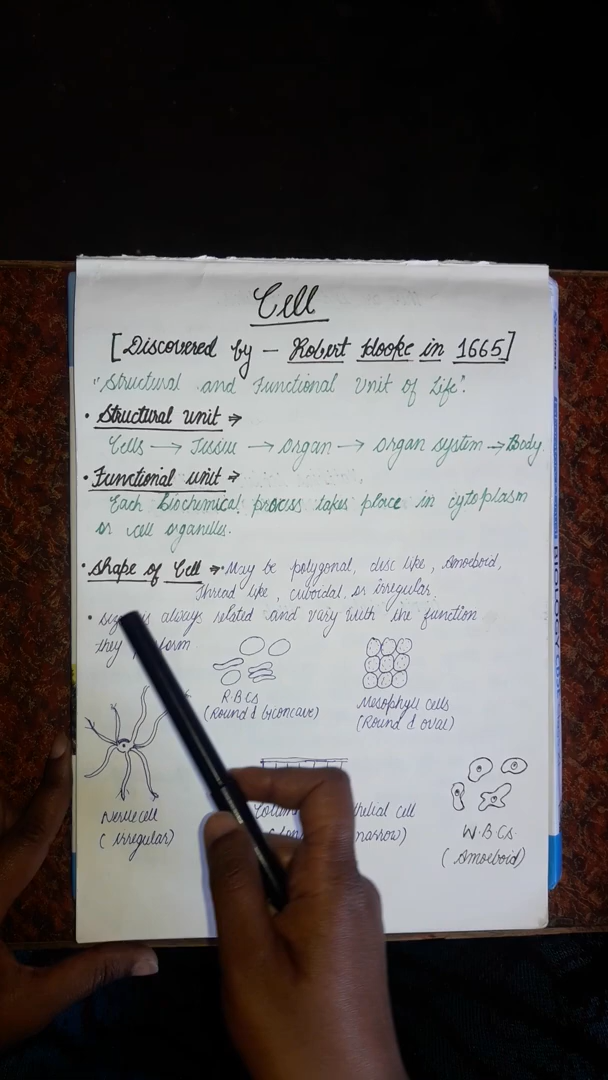 Cell
[Discovered by - Robert Hooke in 1665]
"Structural and Functional Unit of Life".
• Structural unit ⇒
Cells → Tissue → Organ → Organ system → Body
• Functional unit ⇒
Each biochemical process takes place in cytoplasm
or cell organelles.
• Shape of Cell → May be polygonal, disc like, Amoeboid,
Thread like, cuboidal, or irregular.
• always related and vary with the function
they
R.B.Cs
(Round & biconcave)
Mesophyll cells
(Round & oval)
Nerve cell
(irregular)
cell
W.B.Cs.
(Amoeboid)
BIOLOGY